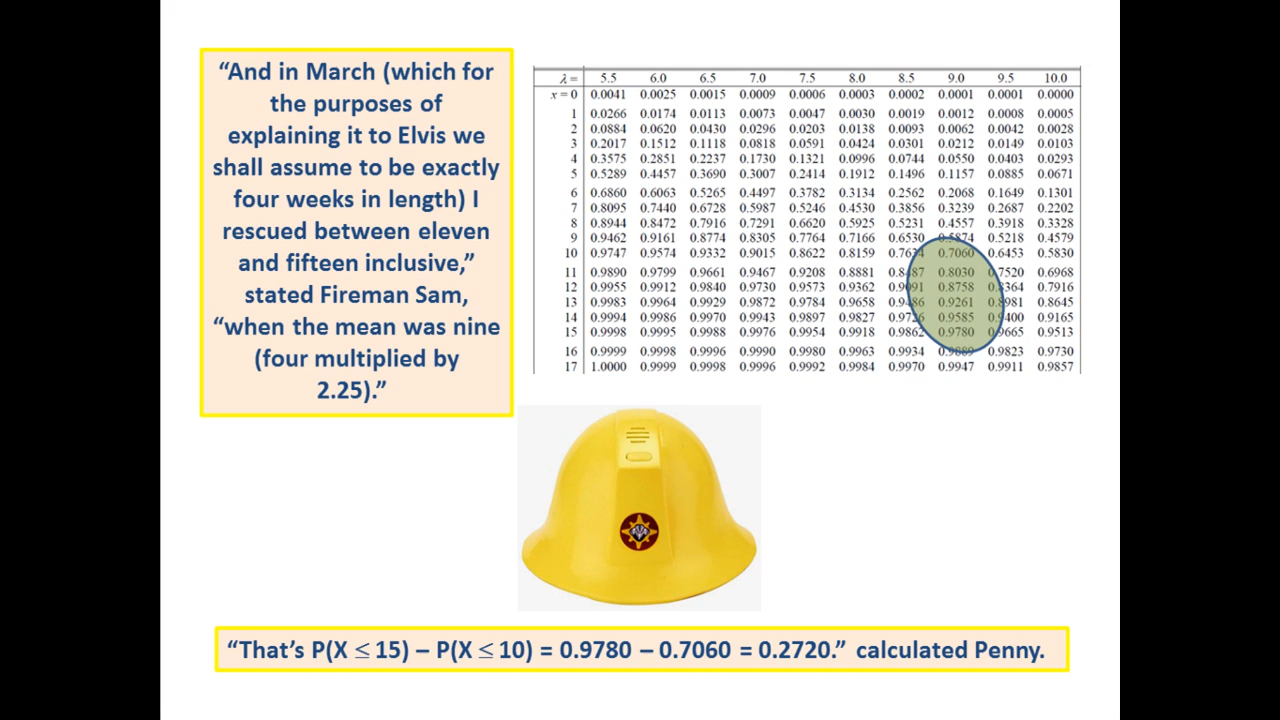 “And in March (which for
the purposes of
explaining it to Elvis we
shall assume to be exactly
four weeks in length) I
rescued between eleven
and fifteen inclusive,”
stated Fireman Sam,
“when the mean was nine
(four multiplied by
2.25).”
λ = 5.5 6.0 6.5 7.0 7.5 8.0 8.5 9.0 9.5 10.0
x = 0 0.0041 0.0025 0.0015 0.0009 0.0006 0.0003 0.0002 0.0001 0.0001 0.0000
1 0.0266 0.0174 0.0113 0.0073 0.0047 0.0030 0.0019 0.0012 0.0008 0.0005
2 0.0884 0.0620 0.0430 0.0296 0.0203 0.0138 0.0093 0.0062 0.0042 0.0028
3 0.2017 0.1512 0.1118 0.0818 0.0591 0.0424 0.0301 0.0212 0.0149 0.0103
4 0.3575 0.2851 0.2237 0.1730 0.1321 0.0996 0.0744 0.0550 0.0403 0.0293
5 0.5289 0.4457 0.3690 0.3007 0.2414 0.1912 0.1496 0.1157 0.0885 0.0671
6 0.6860 0.6063 0.5265 0.4497 0.3782 0.3134 0.2562 0.2068 0.1649 0.1301
7 0.8095 0.7440 0.6728 0.5987 0.5246 0.4530 0.3856 0.3239 0.2687 0.2202
8 0.8944 0.8472 0.7916 0.7291 0.6620 0.5925 0.5231 0.4557 0.3918 0.3328
9 0.9462 0.9161 0.8774 0.8305 0.7764 0.7166 0.6530 0.5874 0.5218 0.4579
10 0.9747 0.9574 0.9332 0.9015 0.8622 0.8159 0.7634 0.7060 0.6453 0.5830
11 0.9890 0.9799 0.9661 0.9467 0.9208 0.8881 0.8487 0.8030 0.7520 0.6968
12 0.9955 0.9912 0.9840 0.9730 0.9573 0.9362 0.9091 0.8758 0.8364 0.7916
13 0.9983 0.9964 0.9929 0.9872 0.9784 0.9658 0.9486 0.9261 0.8981 0.8645
14 0.9994 0.9986 0.9970 0.9943 0.9897 0.9827 0.9726 0.9585 0.9400 0.9165
15 0.9998 0.9995 0.9988 0.9976 0.9954 0.9918 0.9862 0.9780 0.9665 0.9513
16 0.9999 0.9998 0.9996 0.9990 0.9980 0.9963 0.9934 0.9889 0.9823 0.9730
17 1.0000 0.9999 0.9998 0.9996 0.9992 0.9984 0.9970 0.9947 0.9911 0.9857
“That’s P(X ≤ 15) – P(X ≤ 10) = 0.9780 – 0.7060 = 0.2720.” calculated Penny.